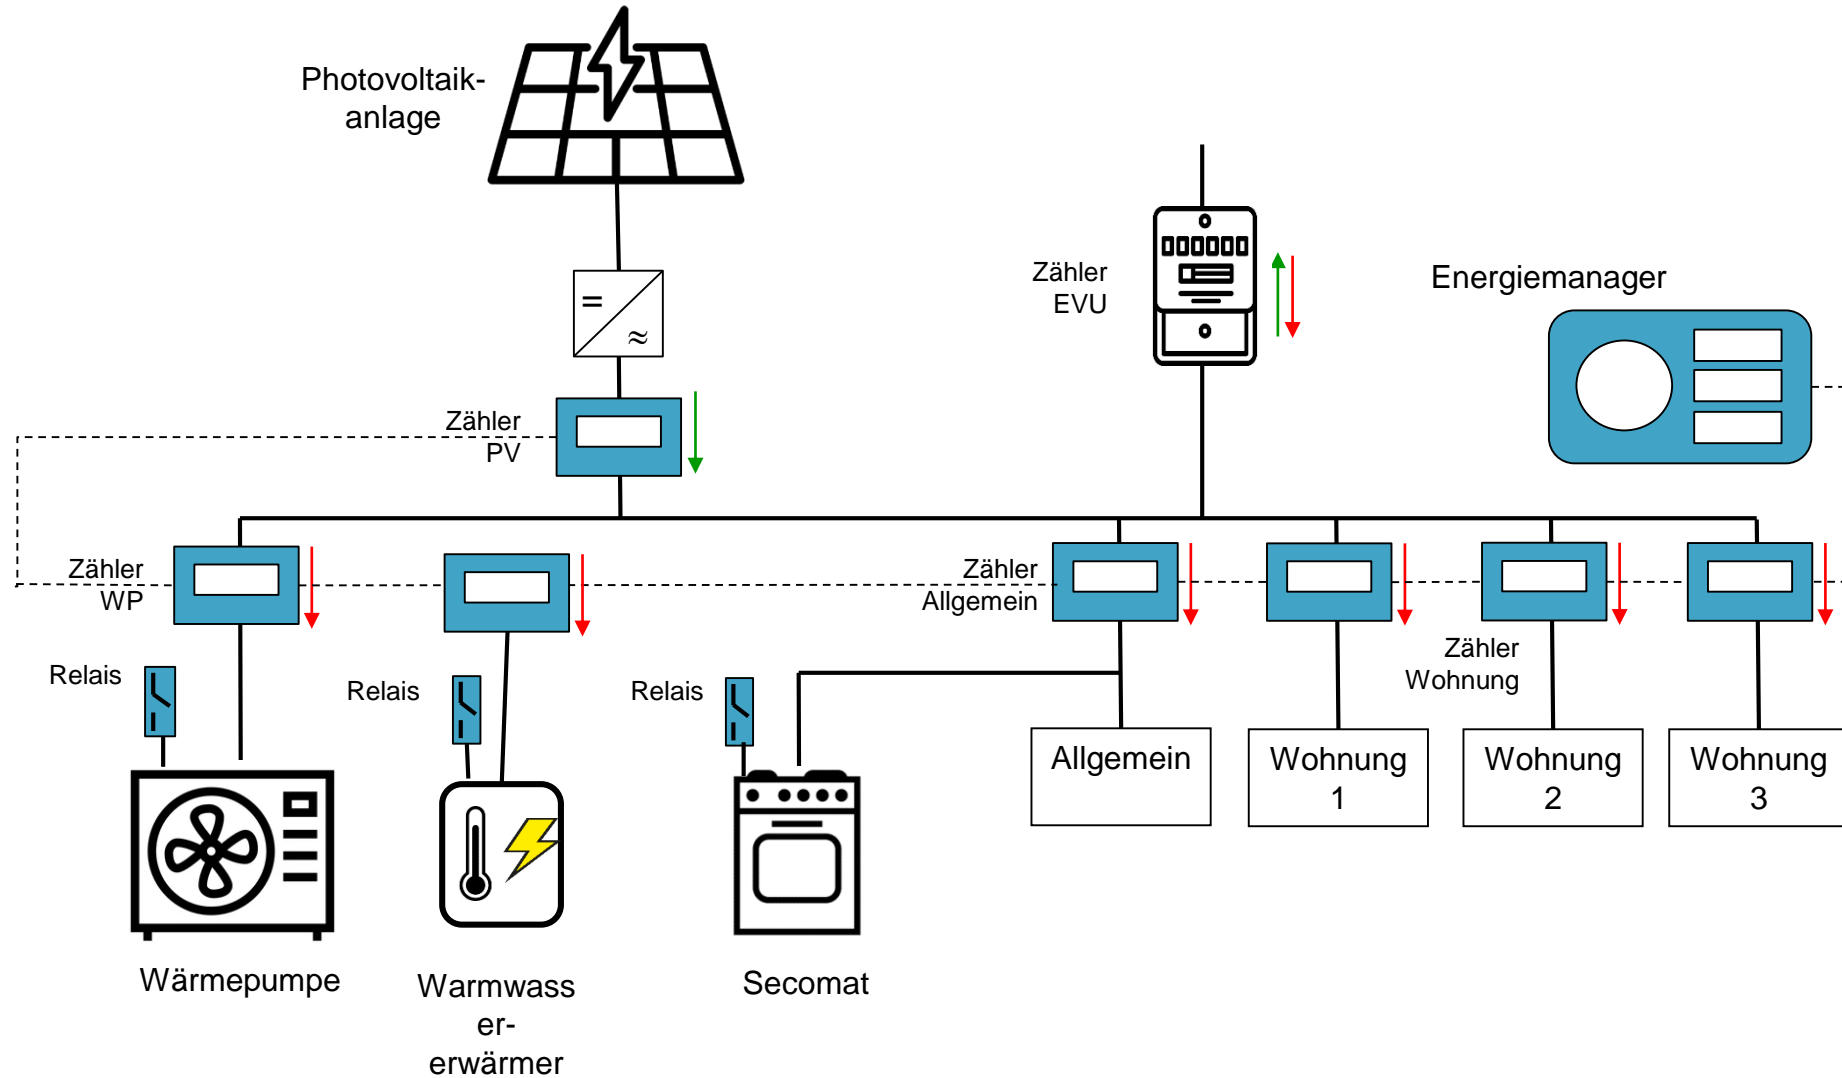 Photovoltaik-
anlage
Zähler
EVU
Energiemanager
=
≈
Zähler
PV
Zähler
WP
Zähler
Allgemein
Zähler
Wohnung
Relais
Relais
Relais
Allgemein
Wohnung
1
Wohnung
2
Wohnung
3
Wärmepumpe
Warmwass
er-
erwärmer
Secomat